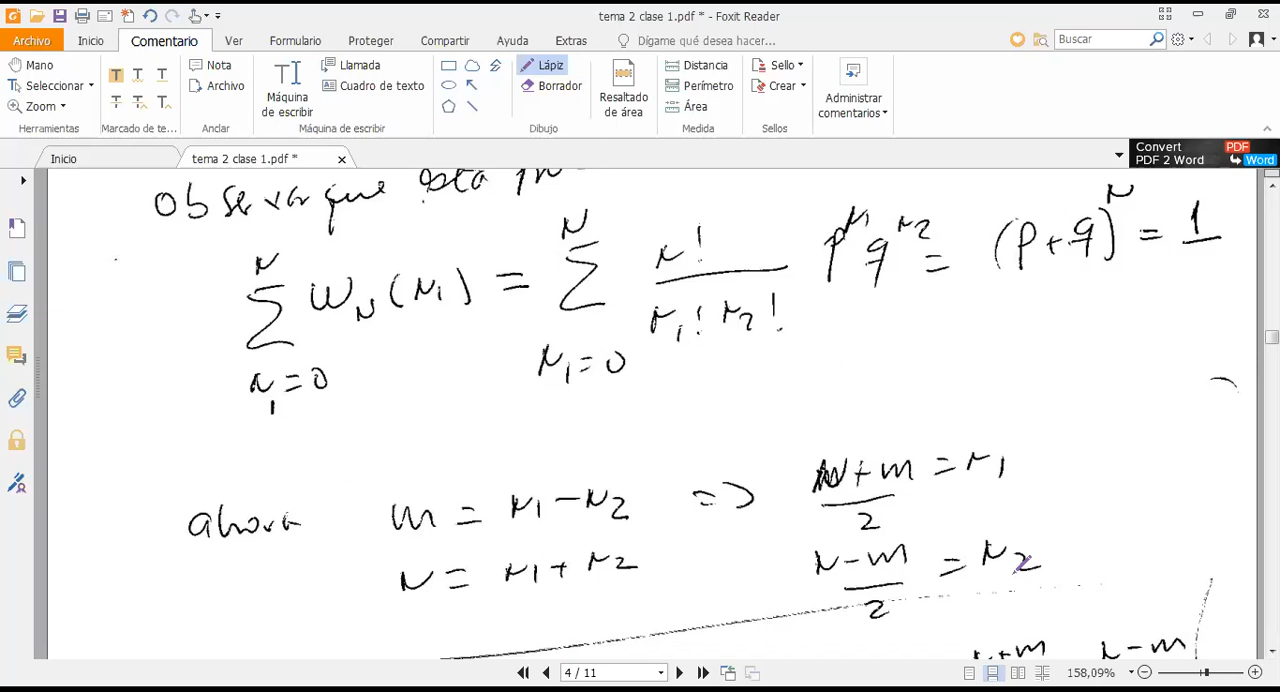 tema 2 clase 1.pdf * - Foxit Reader
Archivo Inicio Comentario Ver Formulario Proteger Compartir Ayuda Extras Dígame qué desea hacer... Buscar
Mano
Seleccionar
Zoom
Herramientas
T T T
T T T
Marcado de te...
Nota
Archivo
Anclar
Máquina de escribir
Llamada
Cuadro de texto
Máquina de escribir
Lápiz
Borrador
Dibujo
Resaltado de área
Distancia
Perímetro
Área
Medida
Sello
Crear
Sellos
Administrar comentarios
Inicio
tema 2 clase 1.pdf *
Convert PDF
PDF 2 Word Word
Observar que esta
∑_{n₁=0}^{N} W_N(n₁) = ∑_{n₁=0}^{N} N!/(n₁! n₂!) p^{n₁} q^{n₂} = (p+q)^N = 1
ahora m = n₁ - n₂ => (N+m)/2 = n₁
N = n₁ + n₂ (N-m)/2 = n₂
N+m N-m
4 / 11
158,09%